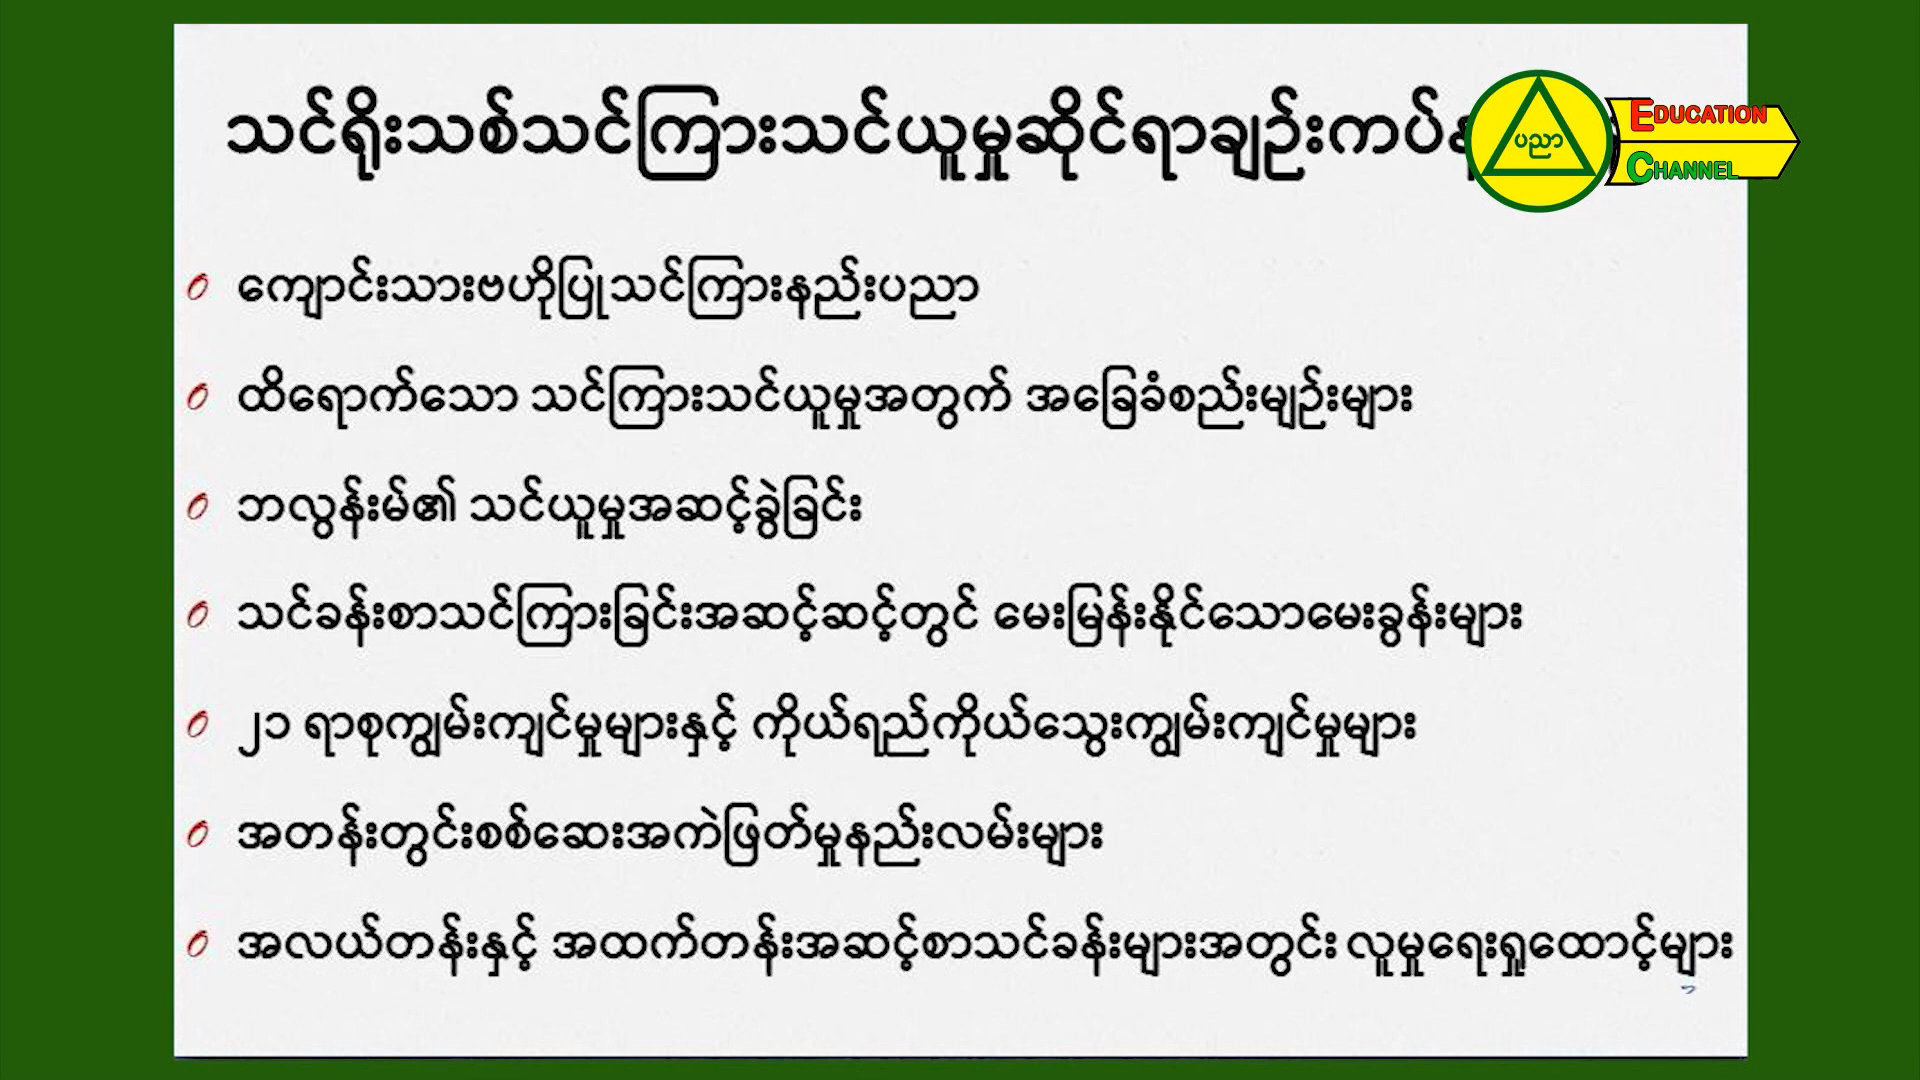 သင်ရိုးသစ်သင်ကြားသင်ယူမှုဆိုင်ရာချဉ်းကပ်
ပညာ
EDUCATION
CHANNEL
ကျောင်းသားဗဟိုပြုသင်ကြားနည်းပညာ
ထိရောက်သော သင်ကြားသင်ယူမှုအတွက် အခြေခံစည်းမျဉ်းများ
ဘလွန်းမ်၏ သင်ယူမှုအဆင့်ခွဲခြင်း
သင်ခန်းစာသင်ကြားခြင်းအဆင့်ဆင့်တွင် မေးမြန်းနိုင်သောမေးခွန်းများ
၂၁ ရာစုကျွမ်းကျင်မှုများနှင့် ကိုယ်ရည်ကိုယ်သွေးကျွမ်းကျင်မှုများ
အတန်းတွင်းစစ်ဆေးအကဲဖြတ်မှုနည်းလမ်းများ
အလယ်တန်းနှင့် အထက်တန်းအဆင့်စာသင်ခန်းများအတွင်း လူမှုရေးရှုထောင့်များ